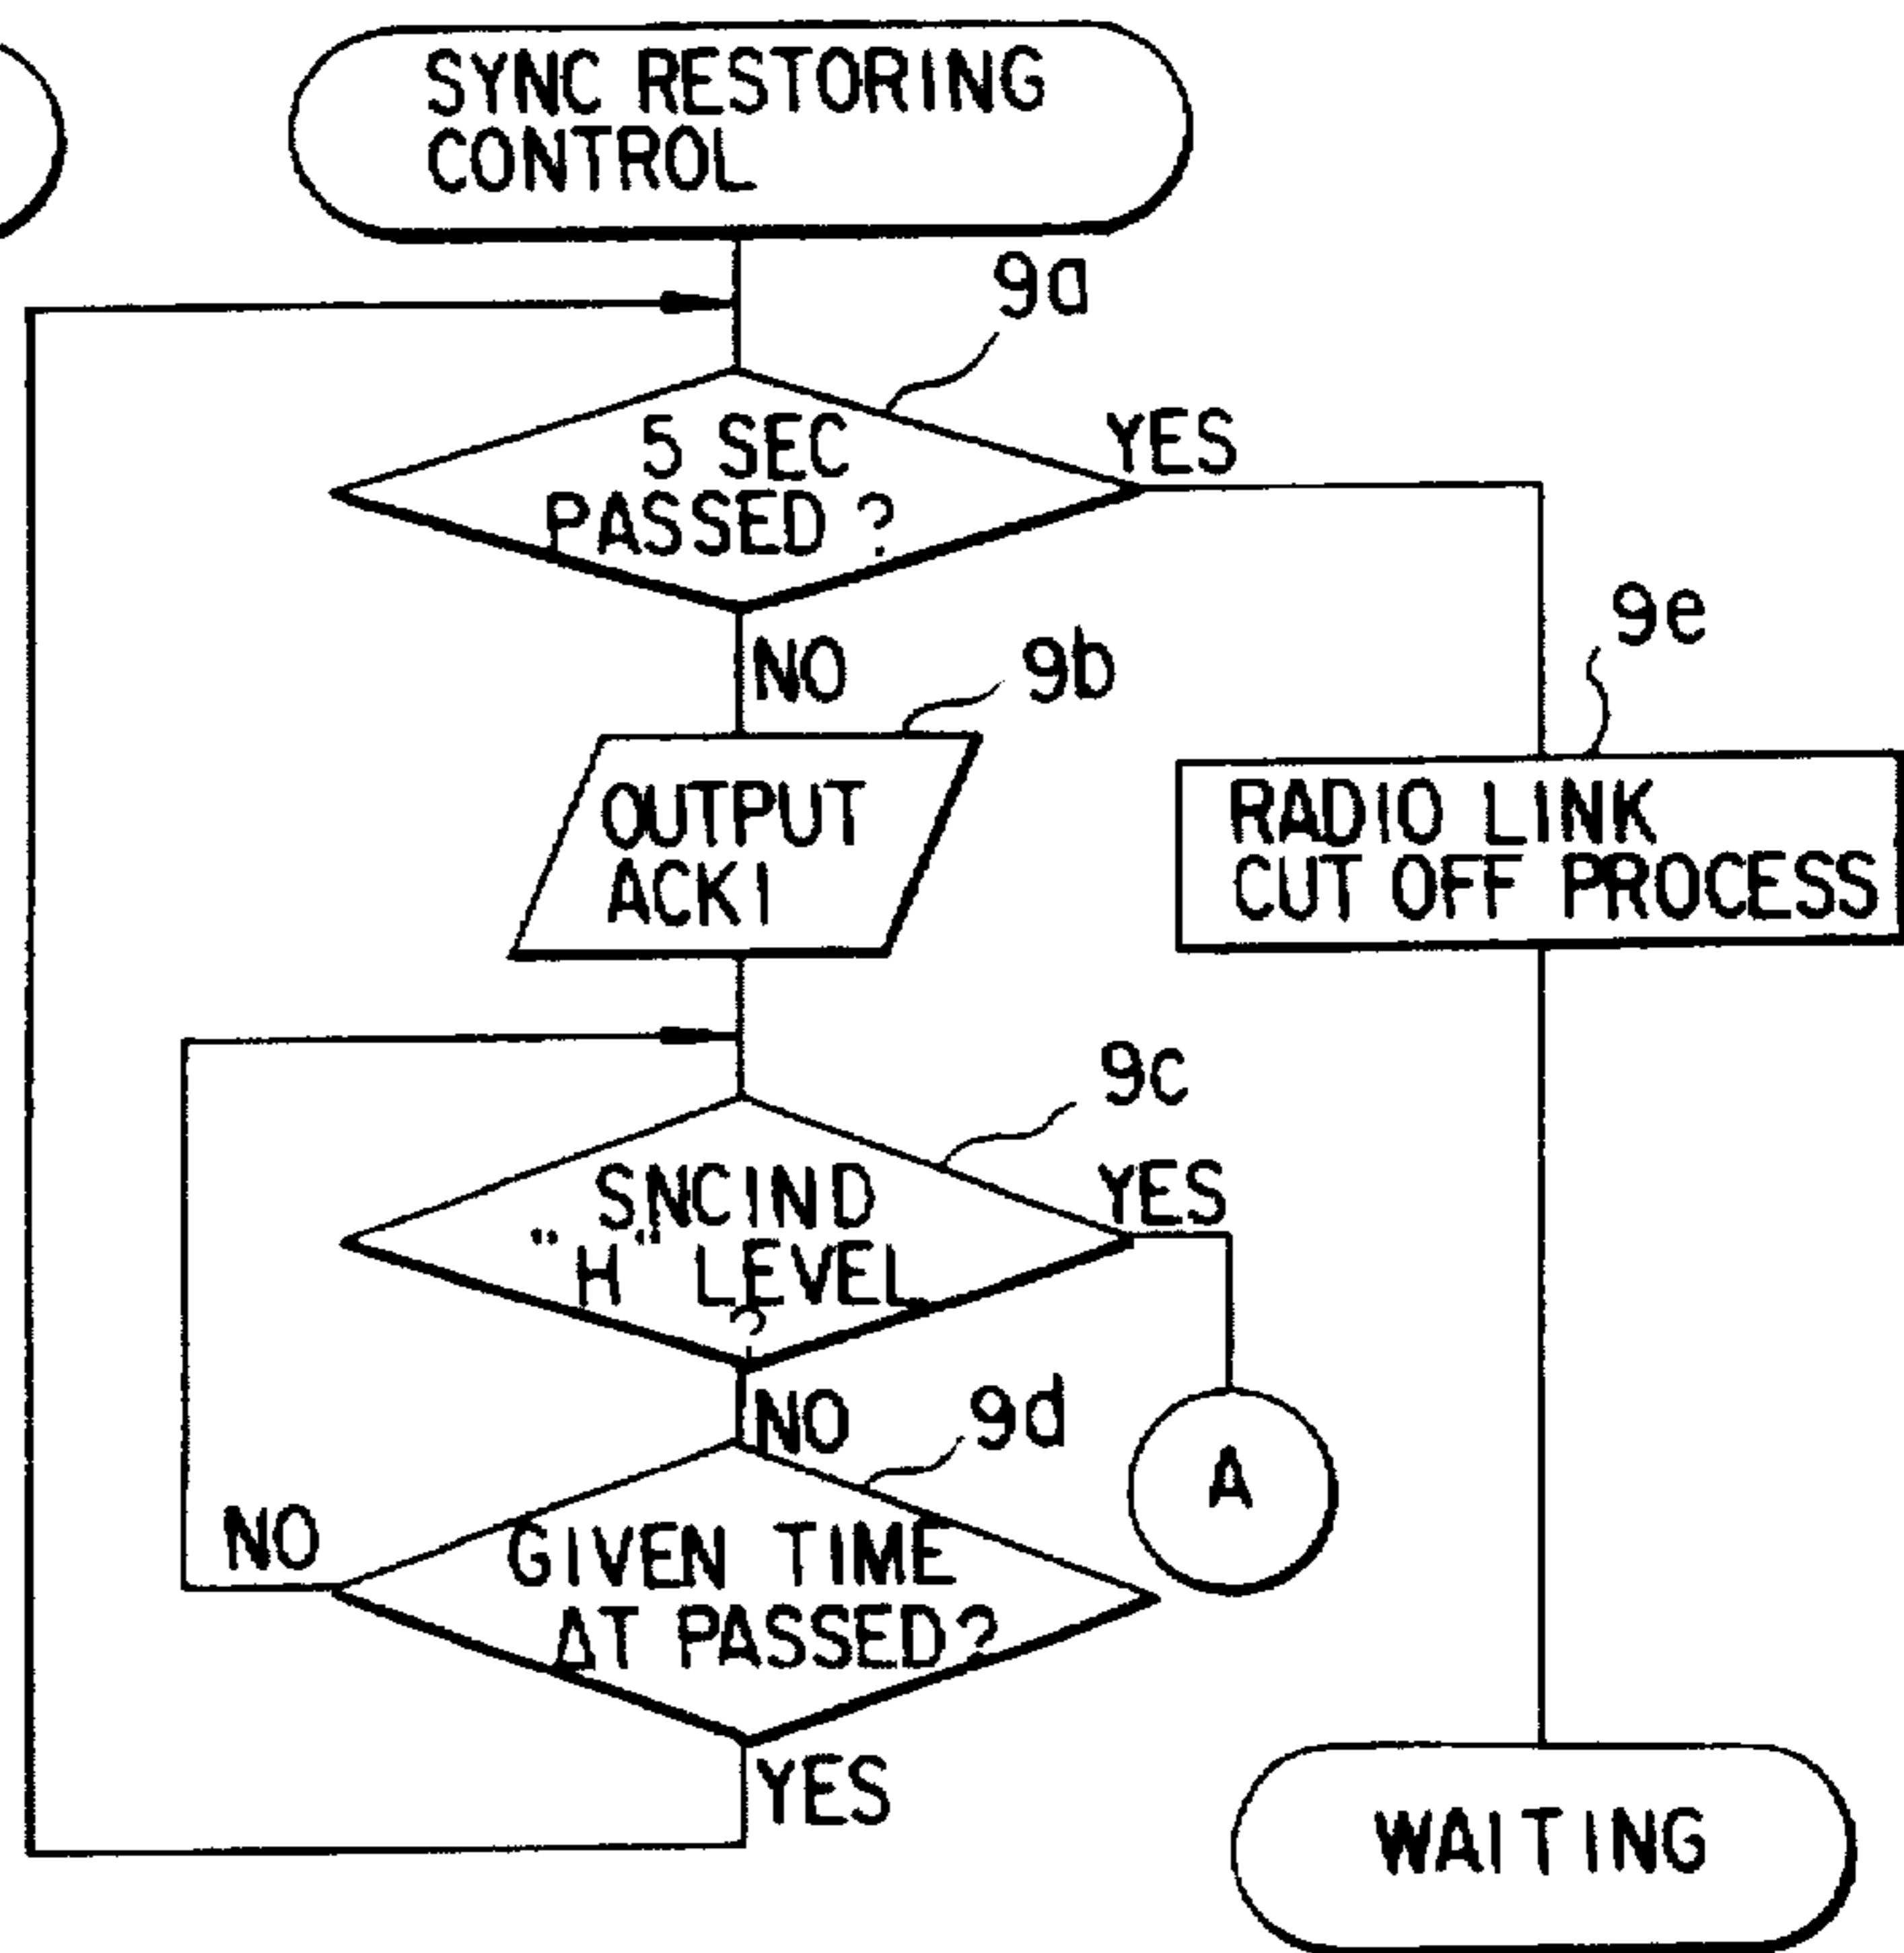 SYNC RESTORING
CONTROL
9a
5 SEC
PASSED ?
YES
NO
9b
9e
OUTPUT
ACK1
RADIO LINK
CUT OFF PROCESS
9c
SNCIND
"H" LEVEL
?
YES
NO
9d
A
NO
GIVEN TIME
ΔT PASSED?
YES
WAITING